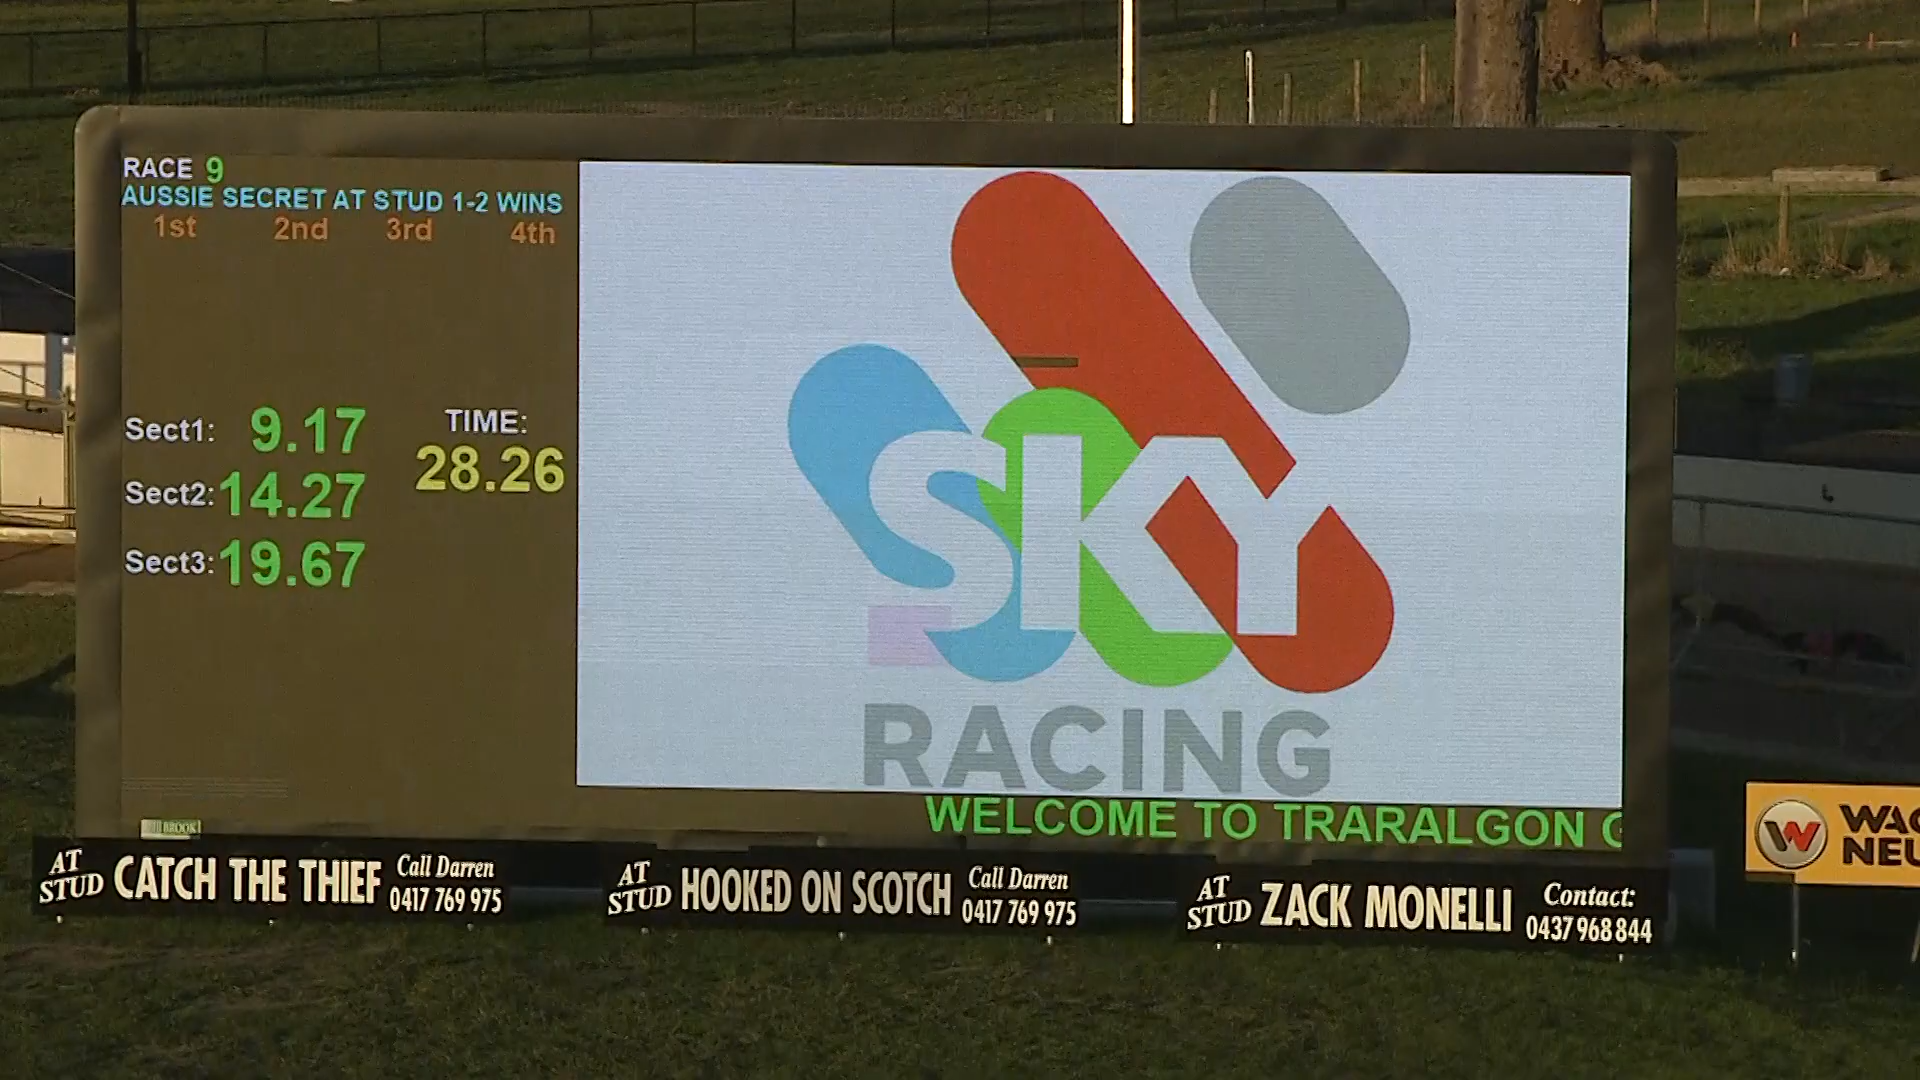 RACE 9
AUSSIE SECRET AT STUD 1-2 WINS
1st 2nd 3rd 4th
Sect1: 9.17
TIME:
28.26
Sect2: 14.27
Sect3: 19.67
SKY
RACING
WELCOME TO TRARALGON
BROOK
AT STUD CATCH THE THIEF Call Darren 0417 769 975
AT STUD HOOKED ON SCOTCH Call Darren 0417 769 975
AT STUD ZACK MONELLI Contact: 0437 968 844
W